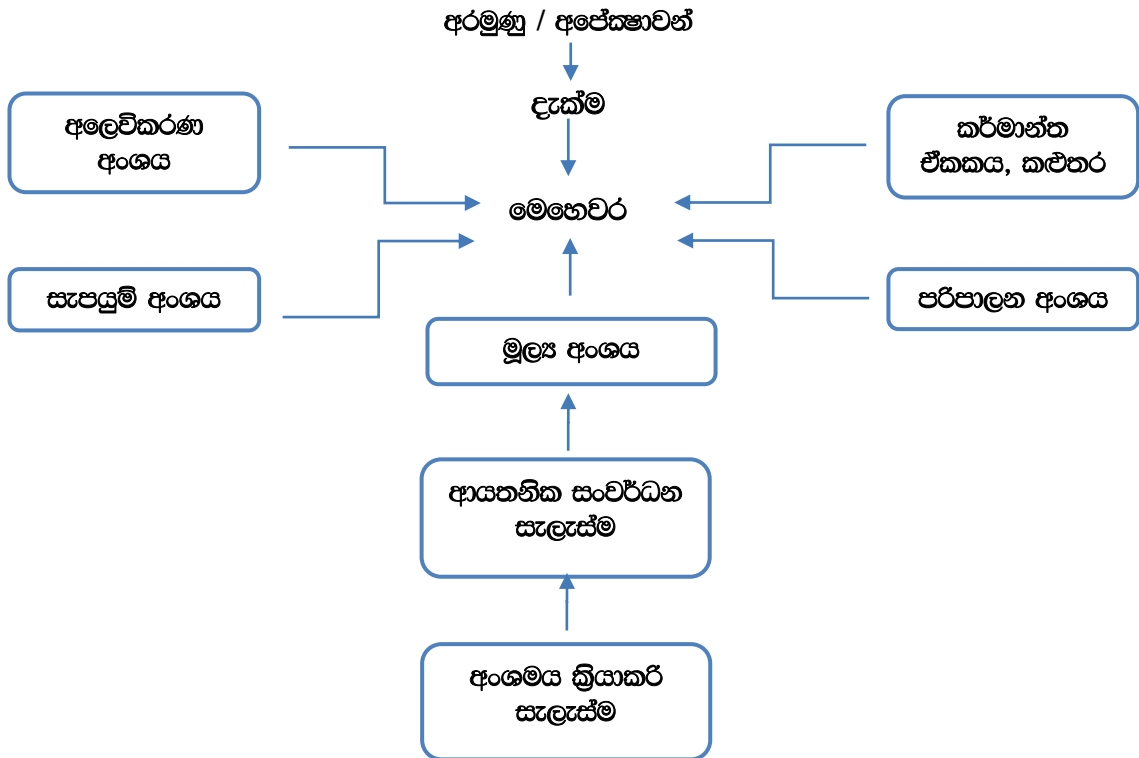 අරමුණු / අපේක්‍ෂාවන්
දැක්ම
අලෙවිකරණ
අංශය
කර්මාන්ත
ඒකකය, කළුතර
මෙහෙවර
සැපයුම් අංශය
පරිපාලන අංශය
මූල්‍ය අංශය
ආයතනික සංවර්ධන
සැලැස්ම
අංශමය ක්‍රියාකරි
සැලැස්ම